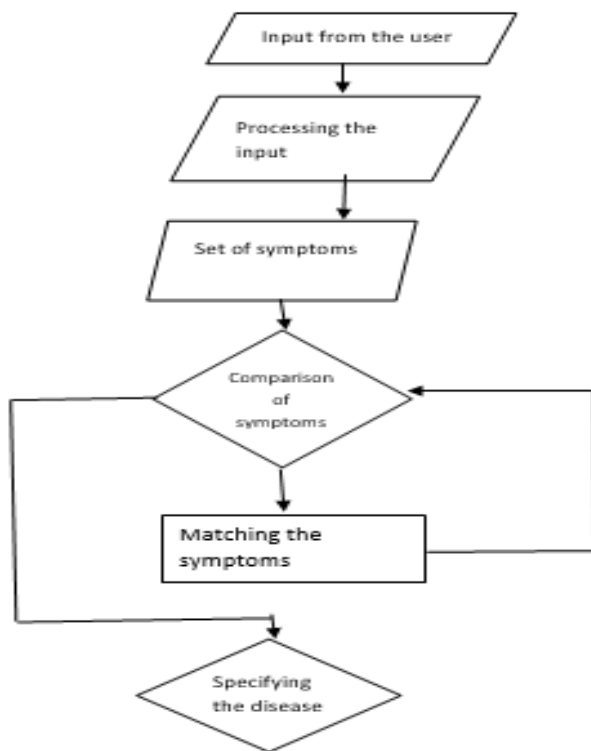 Input from the user
Processing the
input
Set of symptoms
Comparison
of
symptoms
Matching the
symptoms
Specifying
the disease